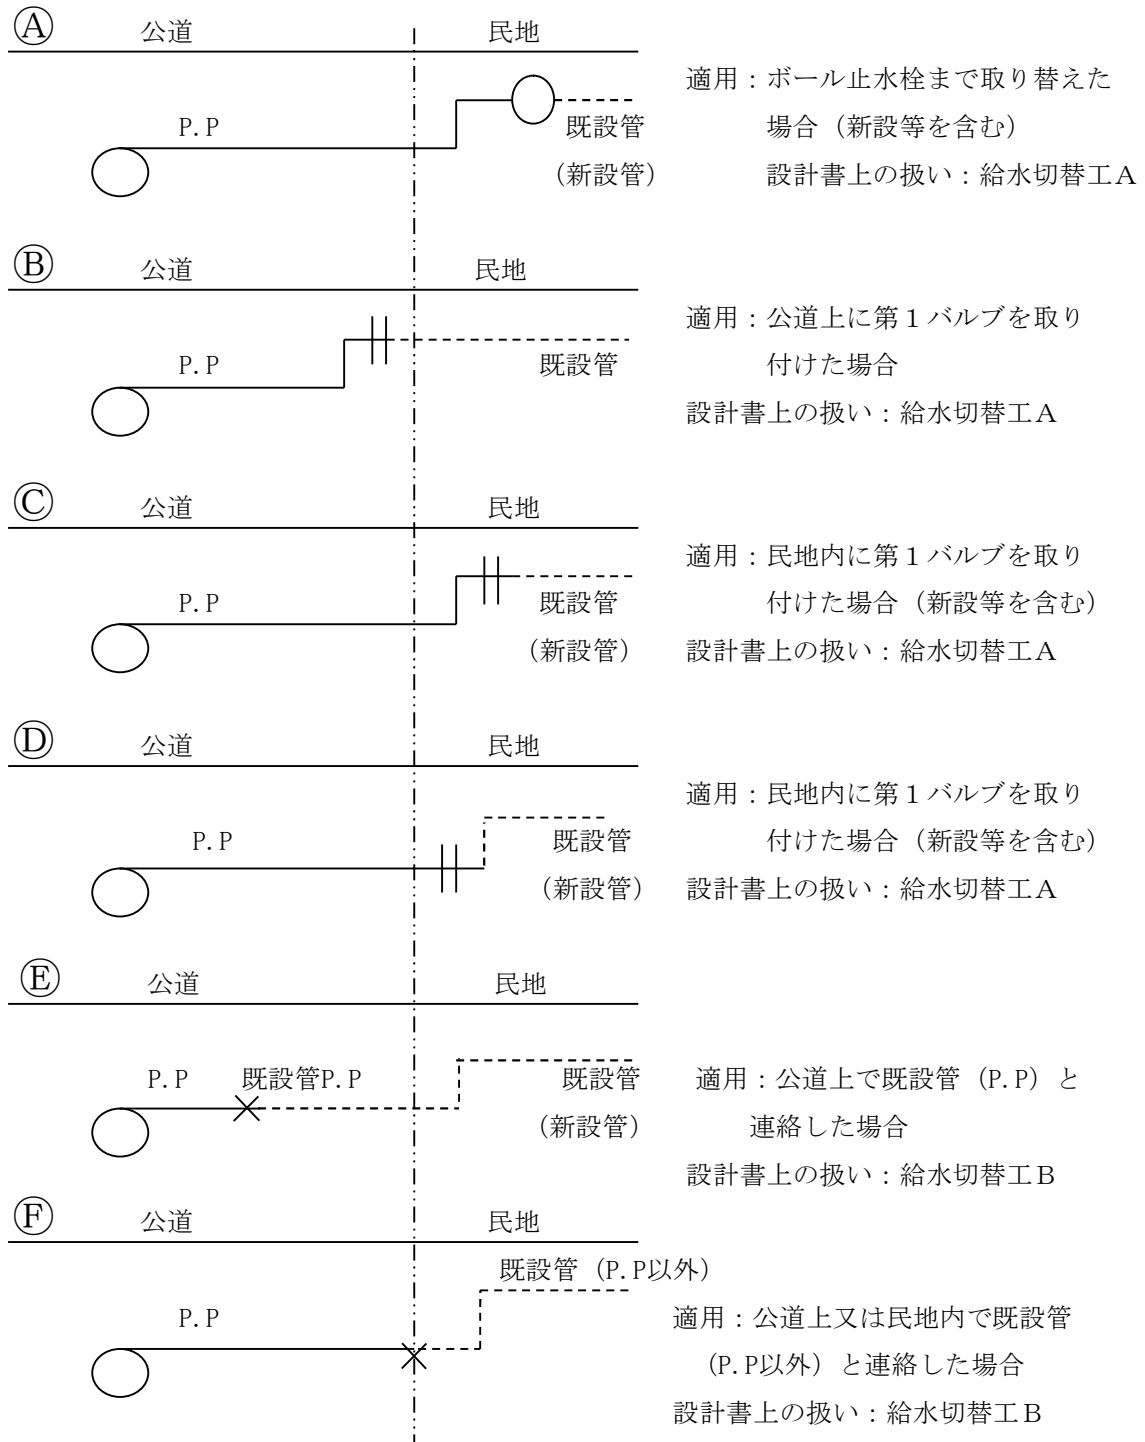 Ⓐ 公道 民地
適用：ボール止水栓まで取り替えた
P.P 既設管 場合（新設等を含む）
（新設管） 設計書上の扱い：給水切替工Ａ
Ⓑ 公道 民地
適用：公道上に第１バルブを取り
P.P 既設管 付けた場合
設計書上の扱い：給水切替工Ａ
Ⓒ 公道 民地
適用：民地内に第１バルブを取り
P.P 既設管 付けた場合（新設等を含む）
（新設管） 設計書上の扱い：給水切替工Ａ
Ⓓ 公道 民地
適用：民地内に第１バルブを取り
P.P 既設管 付けた場合（新設等を含む）
（新設管） 設計書上の扱い：給水切替工Ａ
Ⓔ 公道 民地
P.P 既設管P.P 既設管 適用：公道上で既設管（P.P）と
（新設管） 連絡した場合
設計書上の扱い：給水切替工Ｂ
Ⓕ 公道 民地
既設管（P.P以外）
P.P 適用：公道上又は民地内で既設管
（P.P以外）と連絡した場合
設計書上の扱い：給水切替工Ｂ